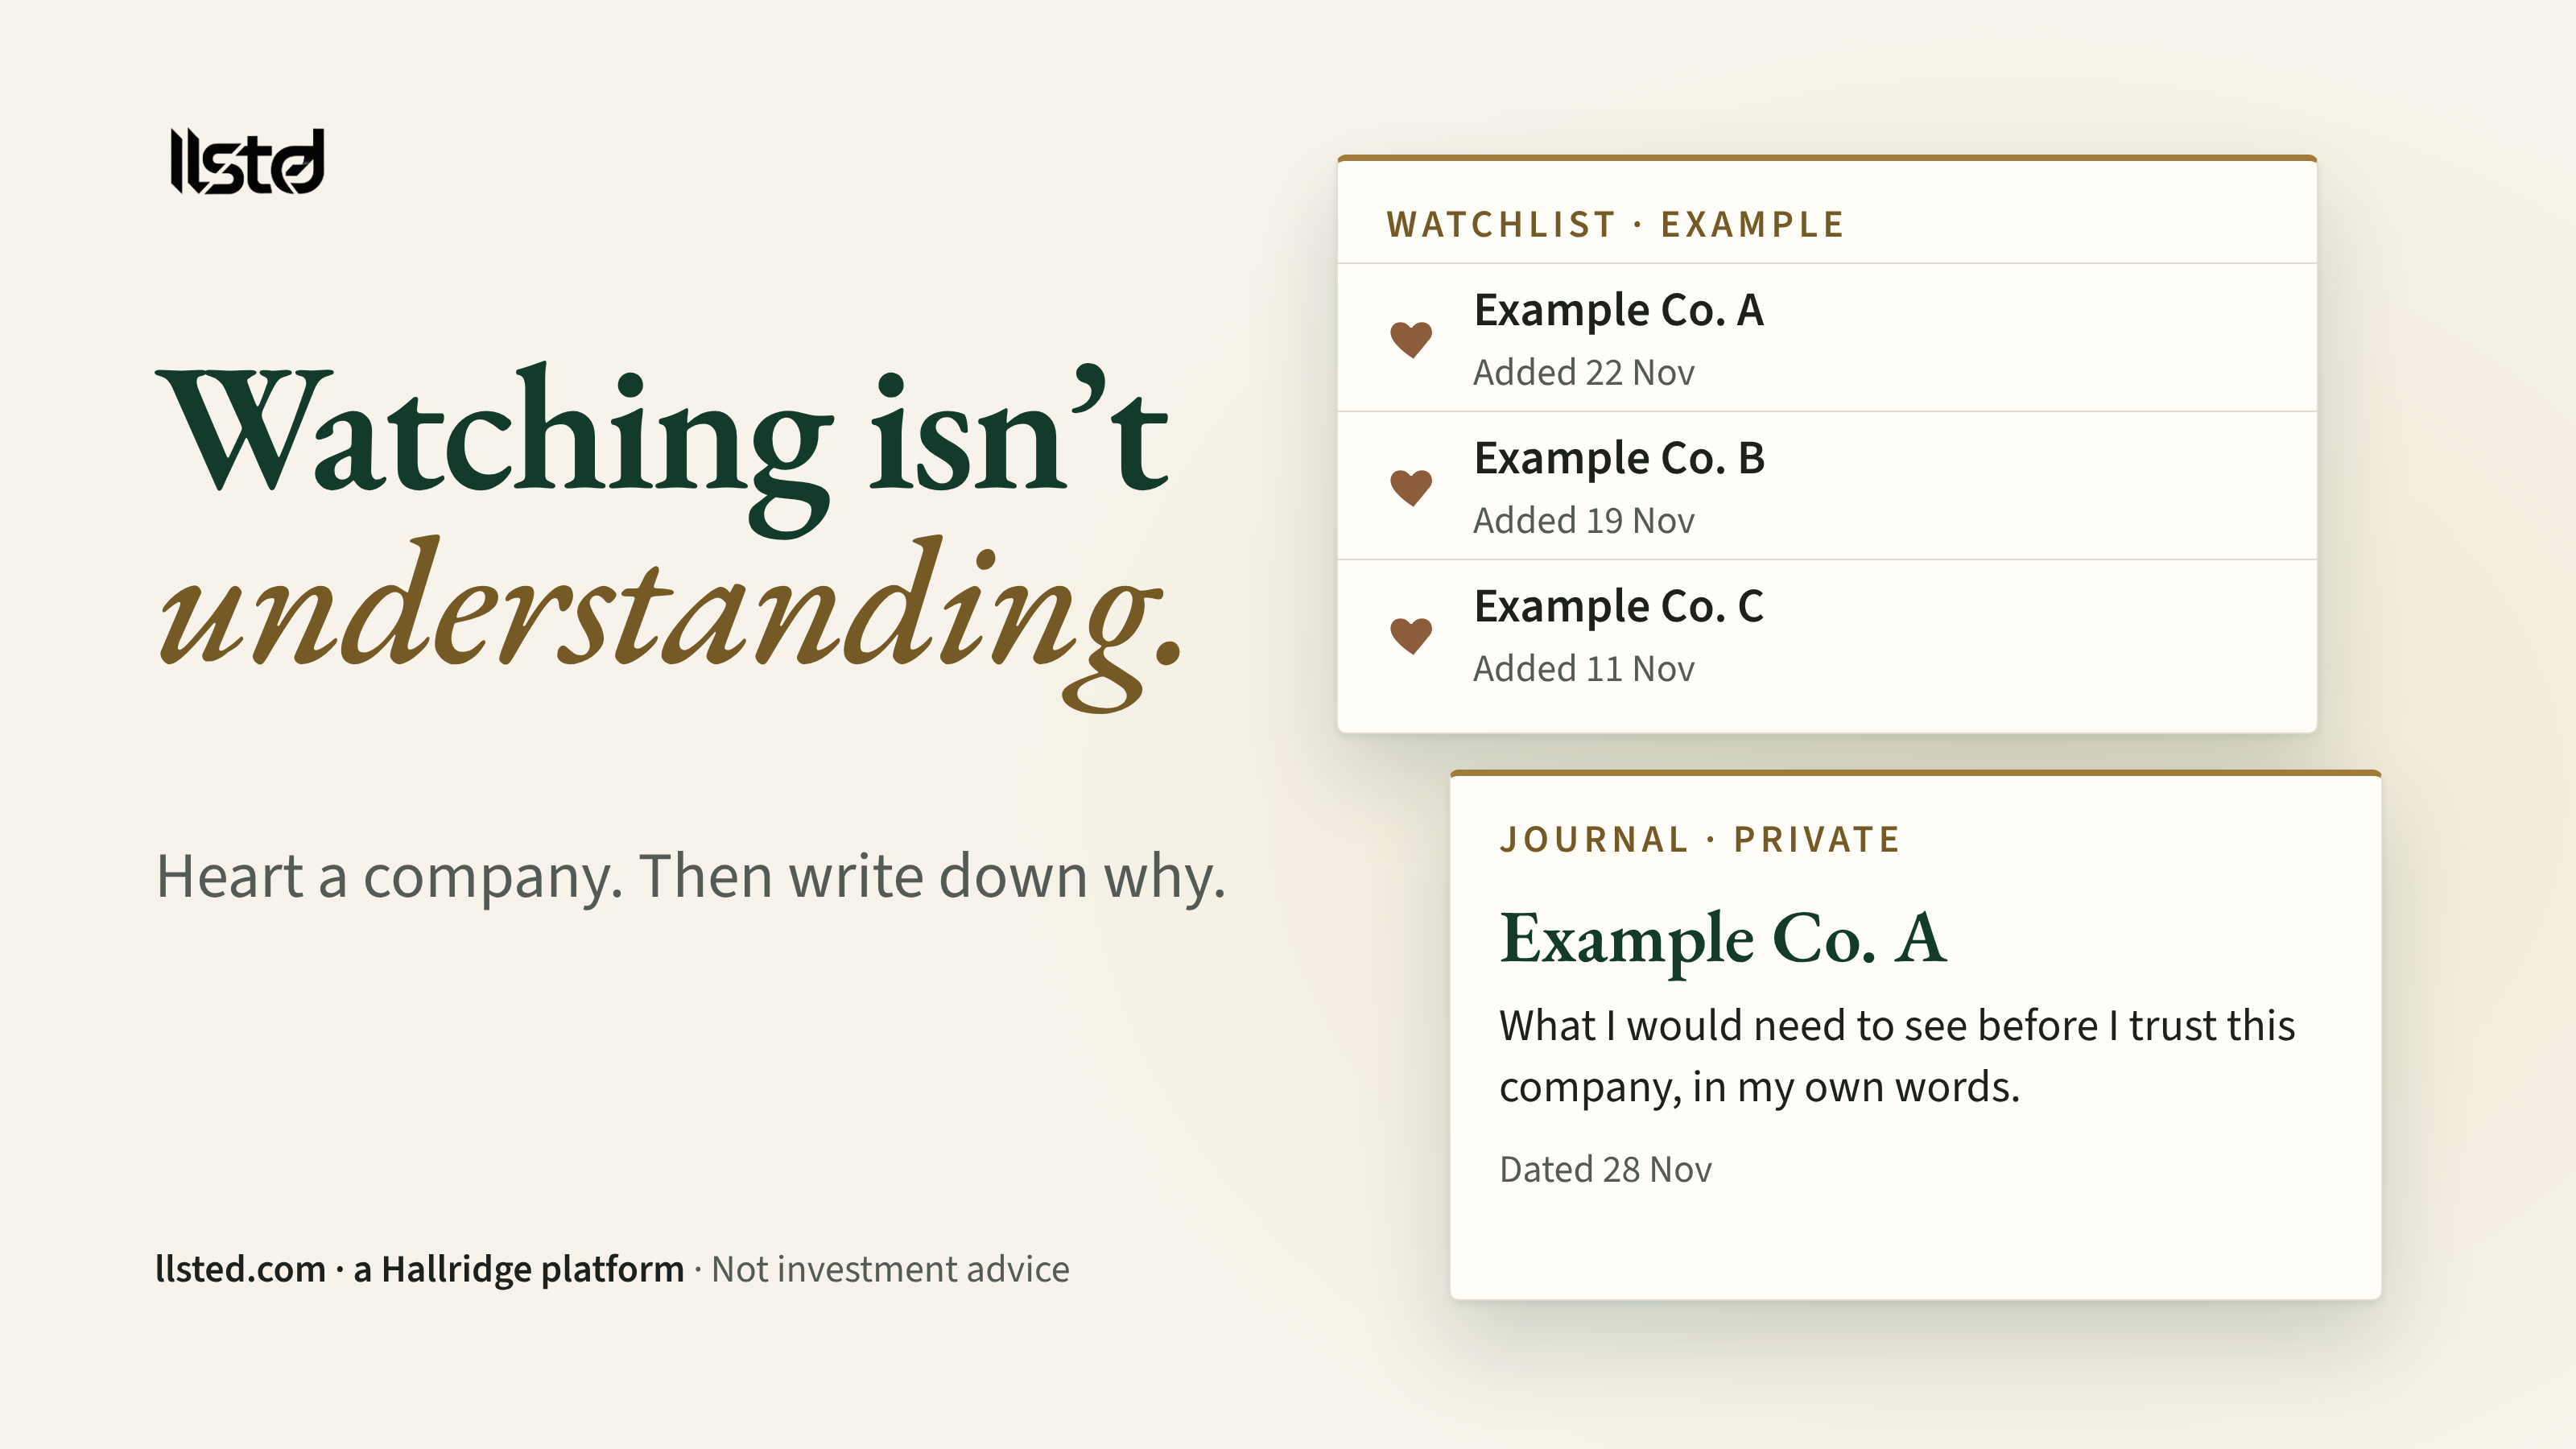 llstd
Watching isn’t
understanding.
Heart a company. Then write down why.
llsted.com · a Hallridge platform · Not investment advice
WATCHLIST · EXAMPLE
Example Co. A
Added 22 Nov
Example Co. B
Added 19 Nov
Example Co. C
Added 11 Nov
JOURNAL · PRIVATE
Example Co. A
What I would need to see before I trust this
company, in my own words.
Dated 28 Nov